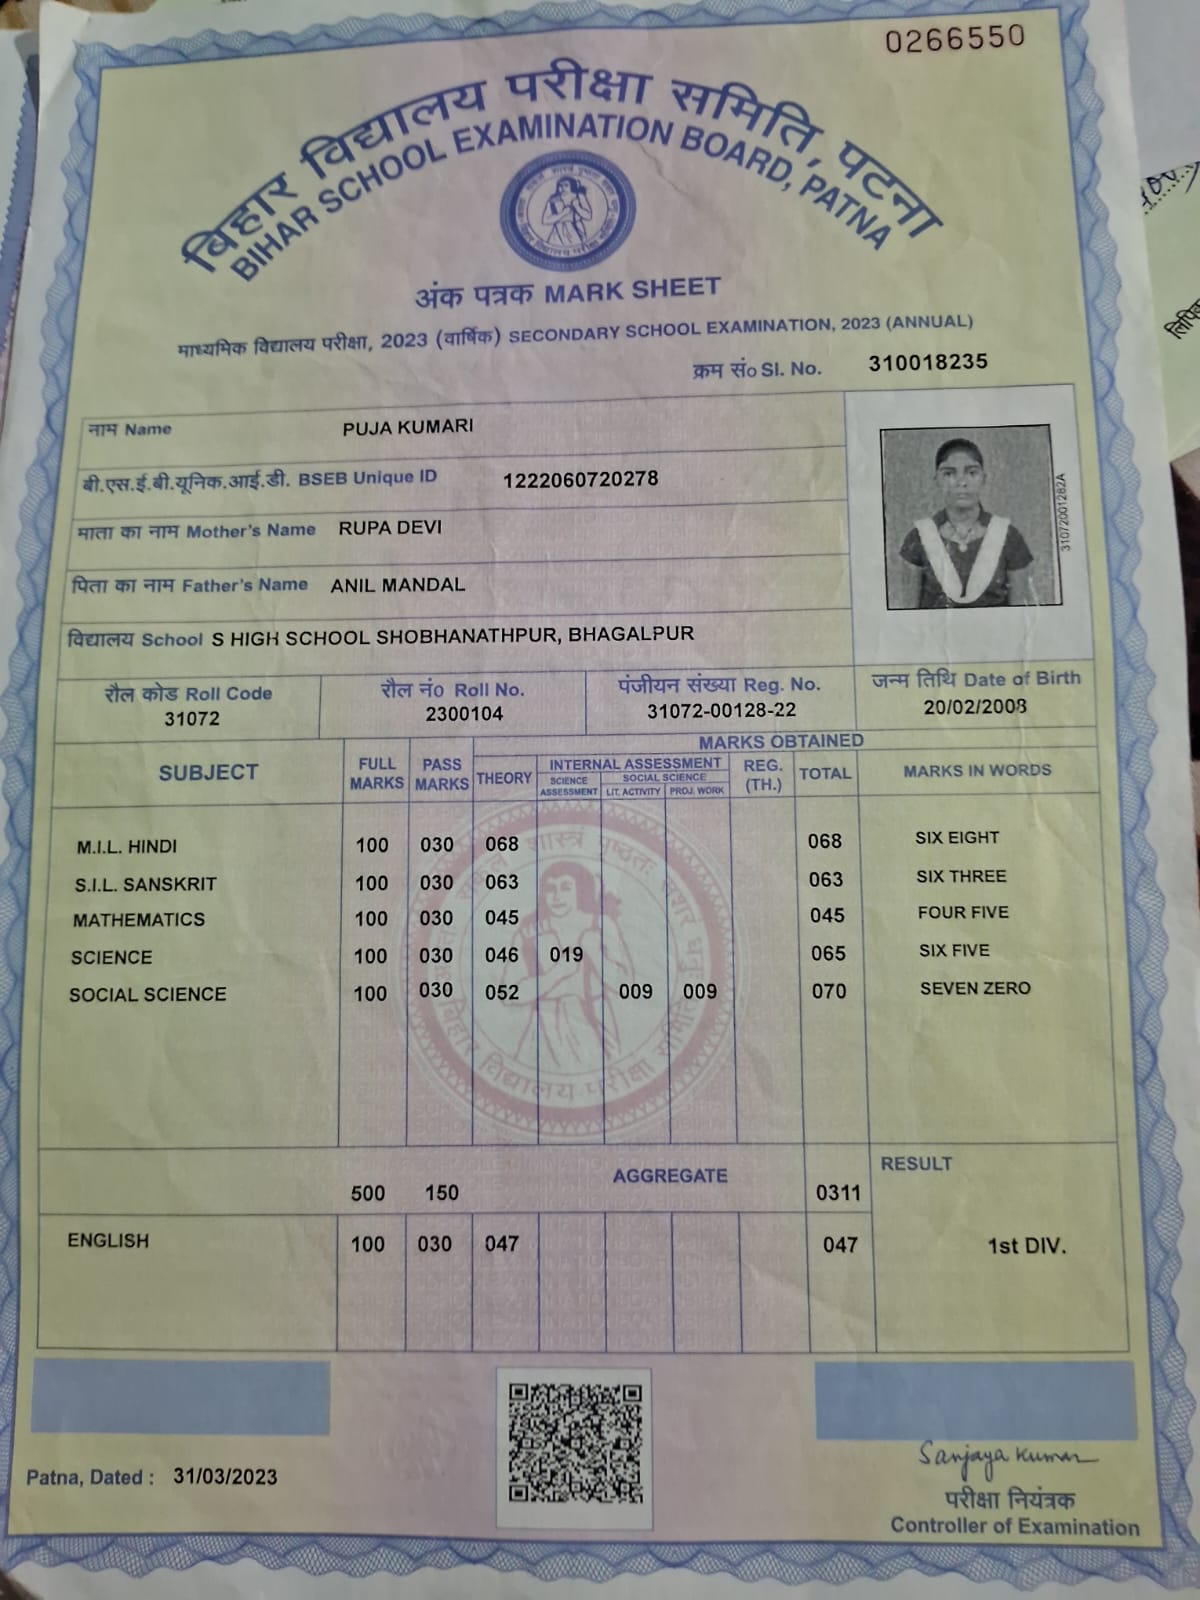 0266550
बिहार विद्यालय परीक्षा समिति, पटना
BIHAR SCHOOL EXAMINATION BOARD, PATNA
अंक पत्रक MARK SHEET
माध्यमिक विद्यालय परीक्षा, 2023 (वार्षिक) SECONDARY SCHOOL EXAMINATION, 2023 (ANNUAL)
क्रम सं० Sl. No. 310018235
नाम Name PUJA KUMARI
बी.एस.ई.बी.यूनिक.आई.डी. BSEB Unique ID 1222060720278
माता का नाम Mother's Name RUPA DEVI
पिता का नाम Father's Name ANIL MANDAL
विद्यालय School S HIGH SCHOOL SHOBHANATHPUR, BHAGALPUR
31072001282A
रौल कोड Roll Code रौल नं० Roll No. पंजीयन संख्या Reg. No. जन्म तिथि Date of Birth
31072 2300104 31072-00128-22 20/02/2008
MARKS OBTAINED
SUBJECT FULL MARKS PASS MARKS THEORY INTERNAL ASSESSMENT REG. (TH.) TOTAL MARKS IN WORDS
SCIENCE ASSESSMENT SOCIAL SCIENCE
LIT. ACTIVITY PROJ. WORK
M.I.L. HINDI 100 030 068 068 SIX EIGHT
S.I.L. SANSKRIT 100 030 063 063 SIX THREE
MATHEMATICS 100 030 045 045 FOUR FIVE
SCIENCE 100 030 046 019 065 SIX FIVE
SOCIAL SCIENCE 100 030 052 009 009 070 SEVEN ZERO
बिहार विद्यालय परीक्षा समिति
AGGREGATE RESULT
500 150 0311
ENGLISH 100 030 047 047 1st DIV.
Patna, Dated : 31/03/2023
Sanjaya Kumar
परीक्षा नियंत्रक
Controller of Examination